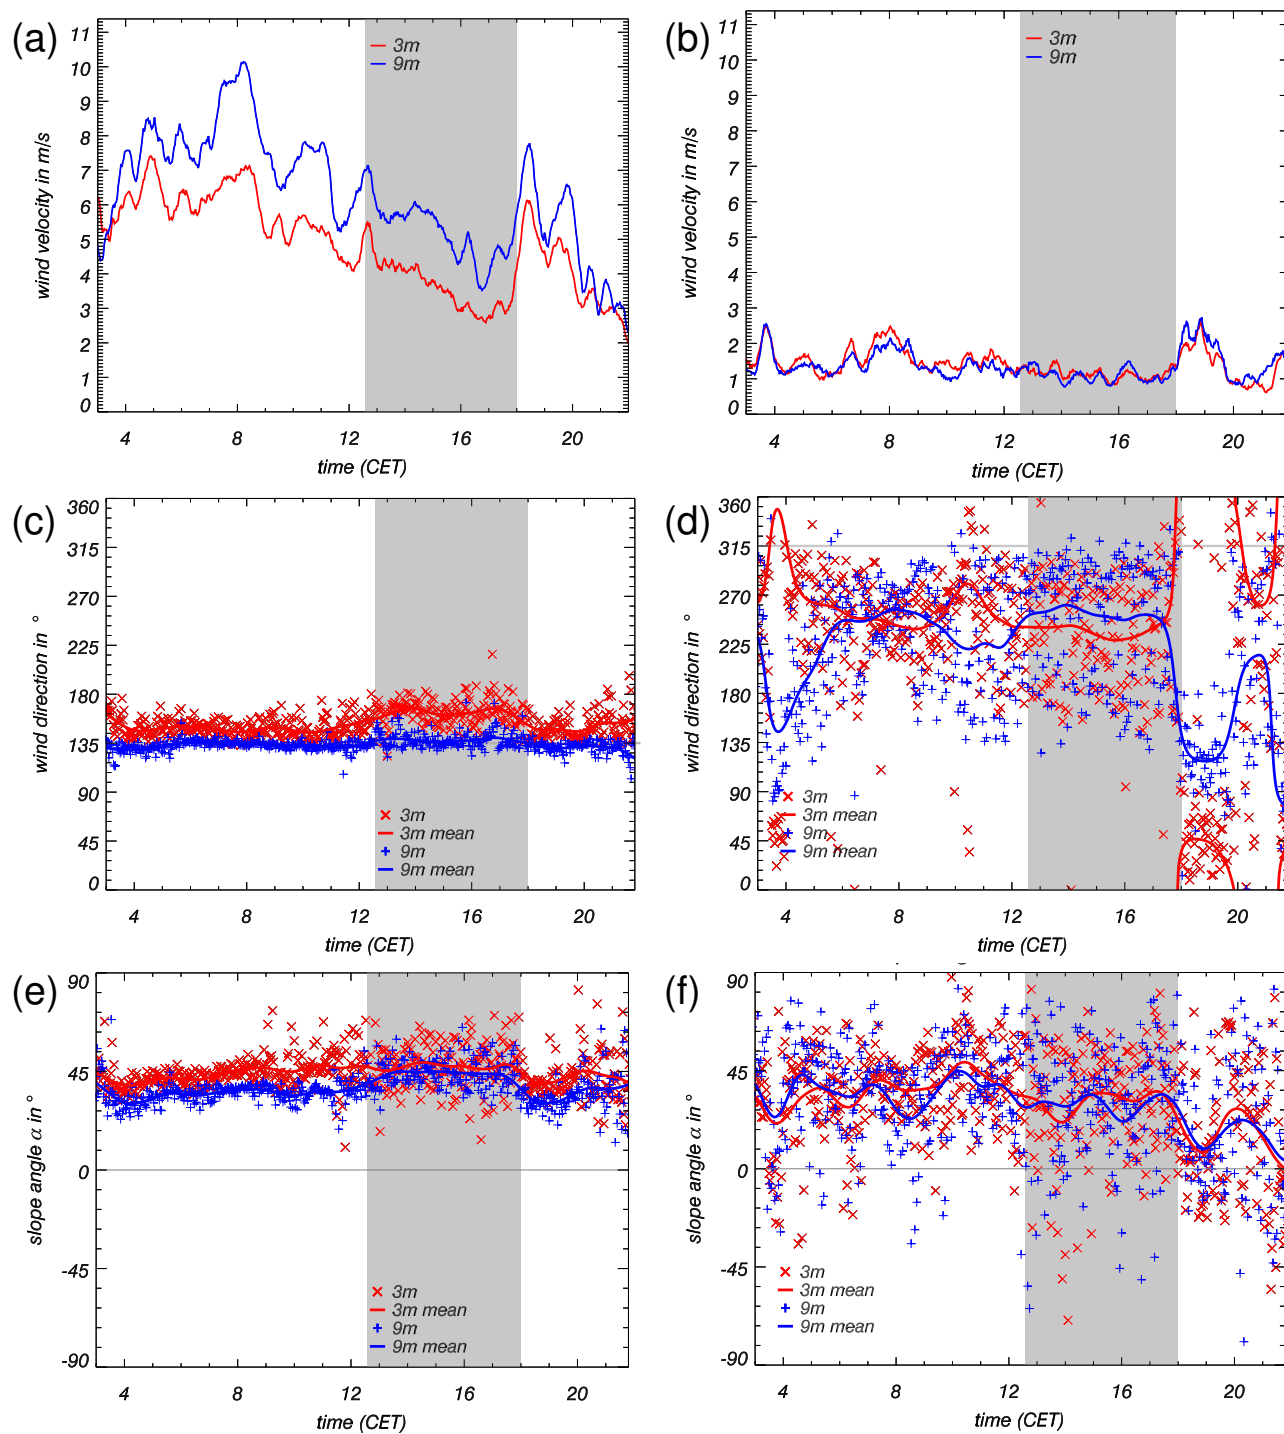 (a)
wind velocity in m/s
11
10
9
8
7
6
5
4
3
2
1
0
3m
9m
4 8 12 16 20
time (CET)
(b)
wind velocity in m/s
11
10
9
8
7
6
5
4
3
2
1
0
3m
9m
4 8 12 16 20
time (CET)
(c)
wind direction in °
360
315
270
225
180
135
90
45
0
3m
3m mean
9m
9m mean
4 8 12 16 20
time (CET)
(d)
wind direction in °
360
315
270
225
180
135
90
45
0
3m
3m mean
9m
9m mean
4 8 12 16 20
time (CET)
(e)
slope angle α in °
90
45
0
-45
-90
3m
3m mean
9m
9m mean
4 8 12 16 20
time (CET)
(f)
slope angle α in °
90
45
0
-45
-90
3m
3m mean
9m
9m mean
4 8 12 16 20
time (CET)